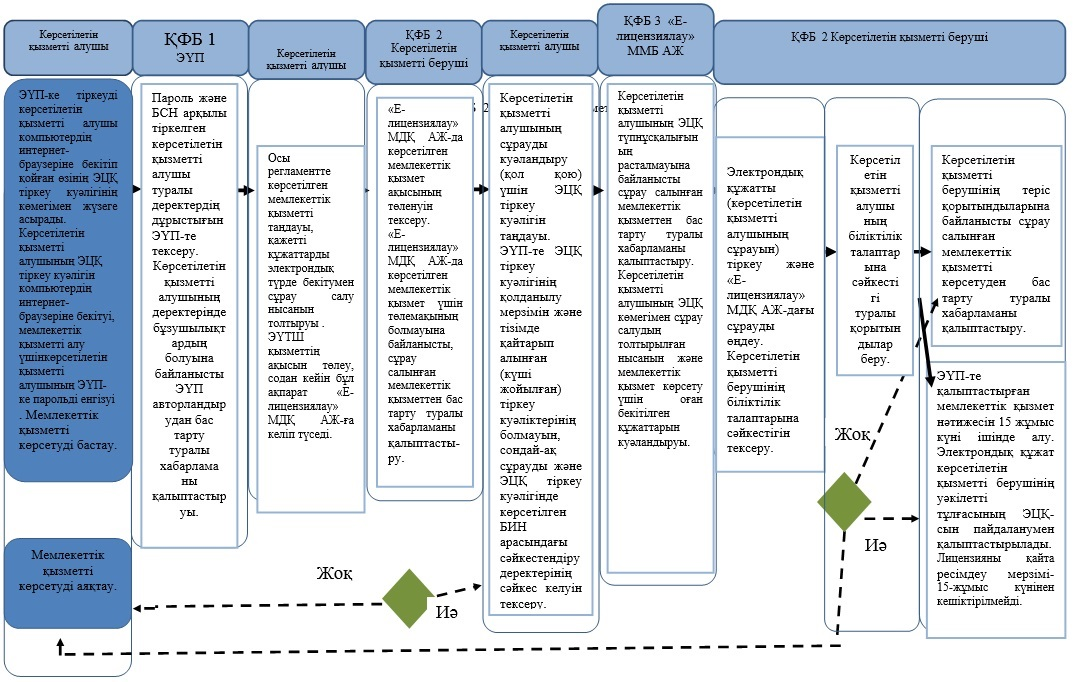 Көрсетілетін
қызметті алушы
ҚФБ 1
ЭҮП
Көрсетілетін
қызметті алушы
ҚФБ 2
Көрсетілетін
қызметті беруші
Көрсетілетін
қызметті алушы
ҚФБ 3 «Е-
лицензиялау»
ММБ АЖ
ҚФБ 2 Көрсетілетін қызметті беруші
ЭҮП-ке тіркеуді
көрсетілетін
қызметті алушы
компьютердің
интернет-
браузеріне бекітіп
қойған өзінің ЭЦҚ
тіркеу куәлігінің
көмегімен жүзеге
асырады.
Көрсетілетін
қызметті
алушының ЭЦҚ
тіркеу куәлігін
компьютердің
интернет-
браузеріне бекітуі,
мемлекеттік
қызметті алу
үшінкөрсетілетін
қызметті
алушының ЭҮП-
ке парольді енгізуі
. Мемлекеттік
қызметті
көрсетуді бастау.
Пароль және
БСН арқылы
тіркелген
көрсетілетін
қызметті
алушы
туралы
деректердің
дұрыстығын
ЭҮП-те
тексеру.
Көрсетілетін
қызметті
алушының
деректерінде
бұзушылықт
ардың
болуына
байланысты
ЭҮП
авторландыр
удан бас
тарту
туралы
хабарлама
ны
қалыптастыр
уы.
Осы
регламентте
көрсетілген
мемлекеттік
қызметті
таңдауы,
қажетті
құжаттарды
электрондық
түрде бекітумен
сұрау салу
нысанын
толтыруы .
ЭҮТШ
қызметтің
ақысын төлеу,
содан кейін бұл
ақпарат «Е-
лицензиялау»
МДҚ АЖ-ға
келіп түседі.
«Е-
лицензиялау»
МДҚ АЖ-да
көрсетілген
мемлекеттік
қызмет
ақысының
төленуін
тексеру.
«Е-
лицензиялау»
МДҚ АЖ-да
көрсетілген
мемлекеттік
қызмет үшін
төлемақының
болмауына
байланысты,
сұрау
салынған
мемлекеттік
қызметтен бас
тарту туралы
хабарламаны
қалыптасты-
ру.
Көрсетілетін
қызметті
алушының
сұрауды
куәландыру
(қол қою)
үшін ЭЦҚ
тіркеу
куәлігін
таңдауы.
ЭҮП-те ЭЦҚ
тіркеу
куәлігінің
қолданылу
мерзімін және
тізімде
қайтарып
алынған
(күші
жойылған)
тіркеу
куәліктерінің
болмауын,
сондай-ақ
сұрауды және
ЭЦҚ тіркеу
куәлігінде
көрсетілген
БИН
арасындағы
сәйкестендіру
деректерінің
сәйкес келуін
тексеру.
Көрсетілетін
қызметті
алушының ЭЦҚ
түпнұсқалығын
ың
расталмауына
байланысты
сұрау салынған
мемлекеттік
қызметтен бас
тарту туралы
хабарламаны
қалыптастыру.
Көрсетілетін
қызметті
алушының ЭЦҚ
көмегімен сұрау
салудың
толтырылған
нысанын және
мемлекеттік
қызмет көрсету
үшін оған
бекітілген
құжаттарын
куәландыруы.
Электрондық
құжатты
(көрсетілетін
қызметті
алушының
сұрауын)
тіркеу және
«Е-
лицензиялау»
МДҚ АЖ-дағы
сұрауды
өңдеу.
Көрсетілетін
қызметті
берушінің
біліктілік
талаптарына
сәйкестігін
тексеру.
Көрсетіл
етін
қызметті
алушы
ның
біліктілік
талаптар
ына
сәйкесті
гі
туралы
қорытын
дылар
беру.
Көрсетілетін
қызметті
берушінің теріс
қорытындыларына
байланысты сұрау
салынған
мемлекеттік
қызметті
көрсетуден бас
тарту туралы
хабарламаны
қалыптастыру.
ЭҮП-те
қалыптастырған
мемлекеттік қызмет
нәтижесін 15 жұмыс
күні ішінде алу.
Электрондық құжат
көрсетілетін
қызметті берушінің
уәкілетті
тұлғасының ЭЦҚ-
сын пайдаланумен
қалыптастырылады.
Лицензияны қайта
ресімдеу мерзімі-
15-жұмыс күнінен
кешіктірілмейді.
Жоқ
Иә
Мемлекеттік
қызметті
көрсетуді аяқтау.
Жоқ
Иә